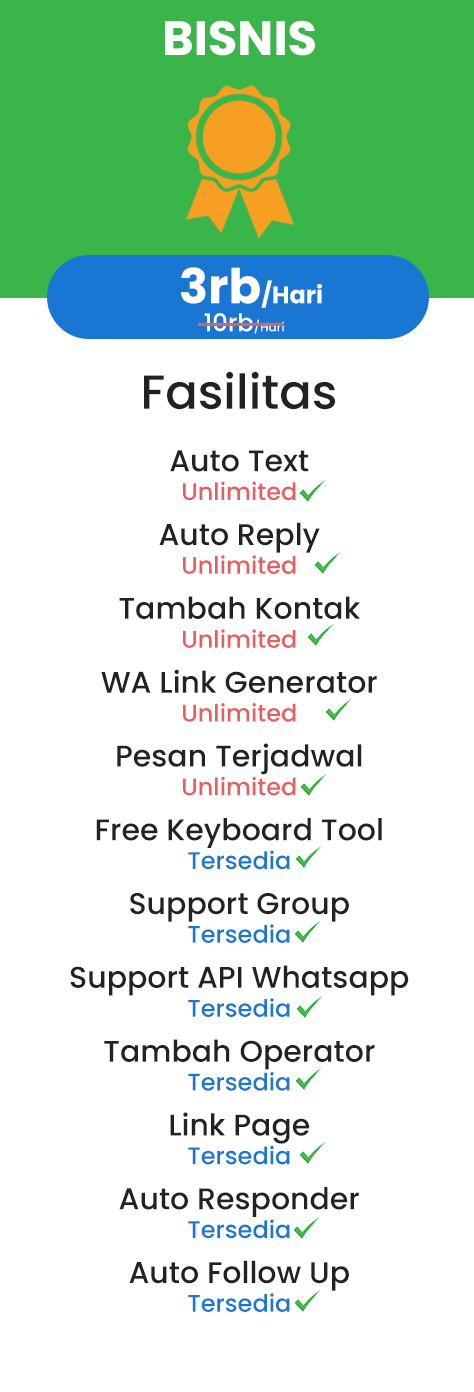 BISNIS
3rb/Hari
10rb/Hari
Fasilitas
Auto Text
Unlimited
Auto Reply
Unlimited
Tambah Kontak
Unlimited
WA Link Generator
Unlimited
Pesan Terjadwal
Unlimited
Free Keyboard Tool
Tersedia
Support Group
Tersedia
Support API Whatsapp
Tersedia
Tambah Operator
Tersedia
Link Page
Tersedia
Auto Responder
Tersedia
Auto Follow Up
Tersedia